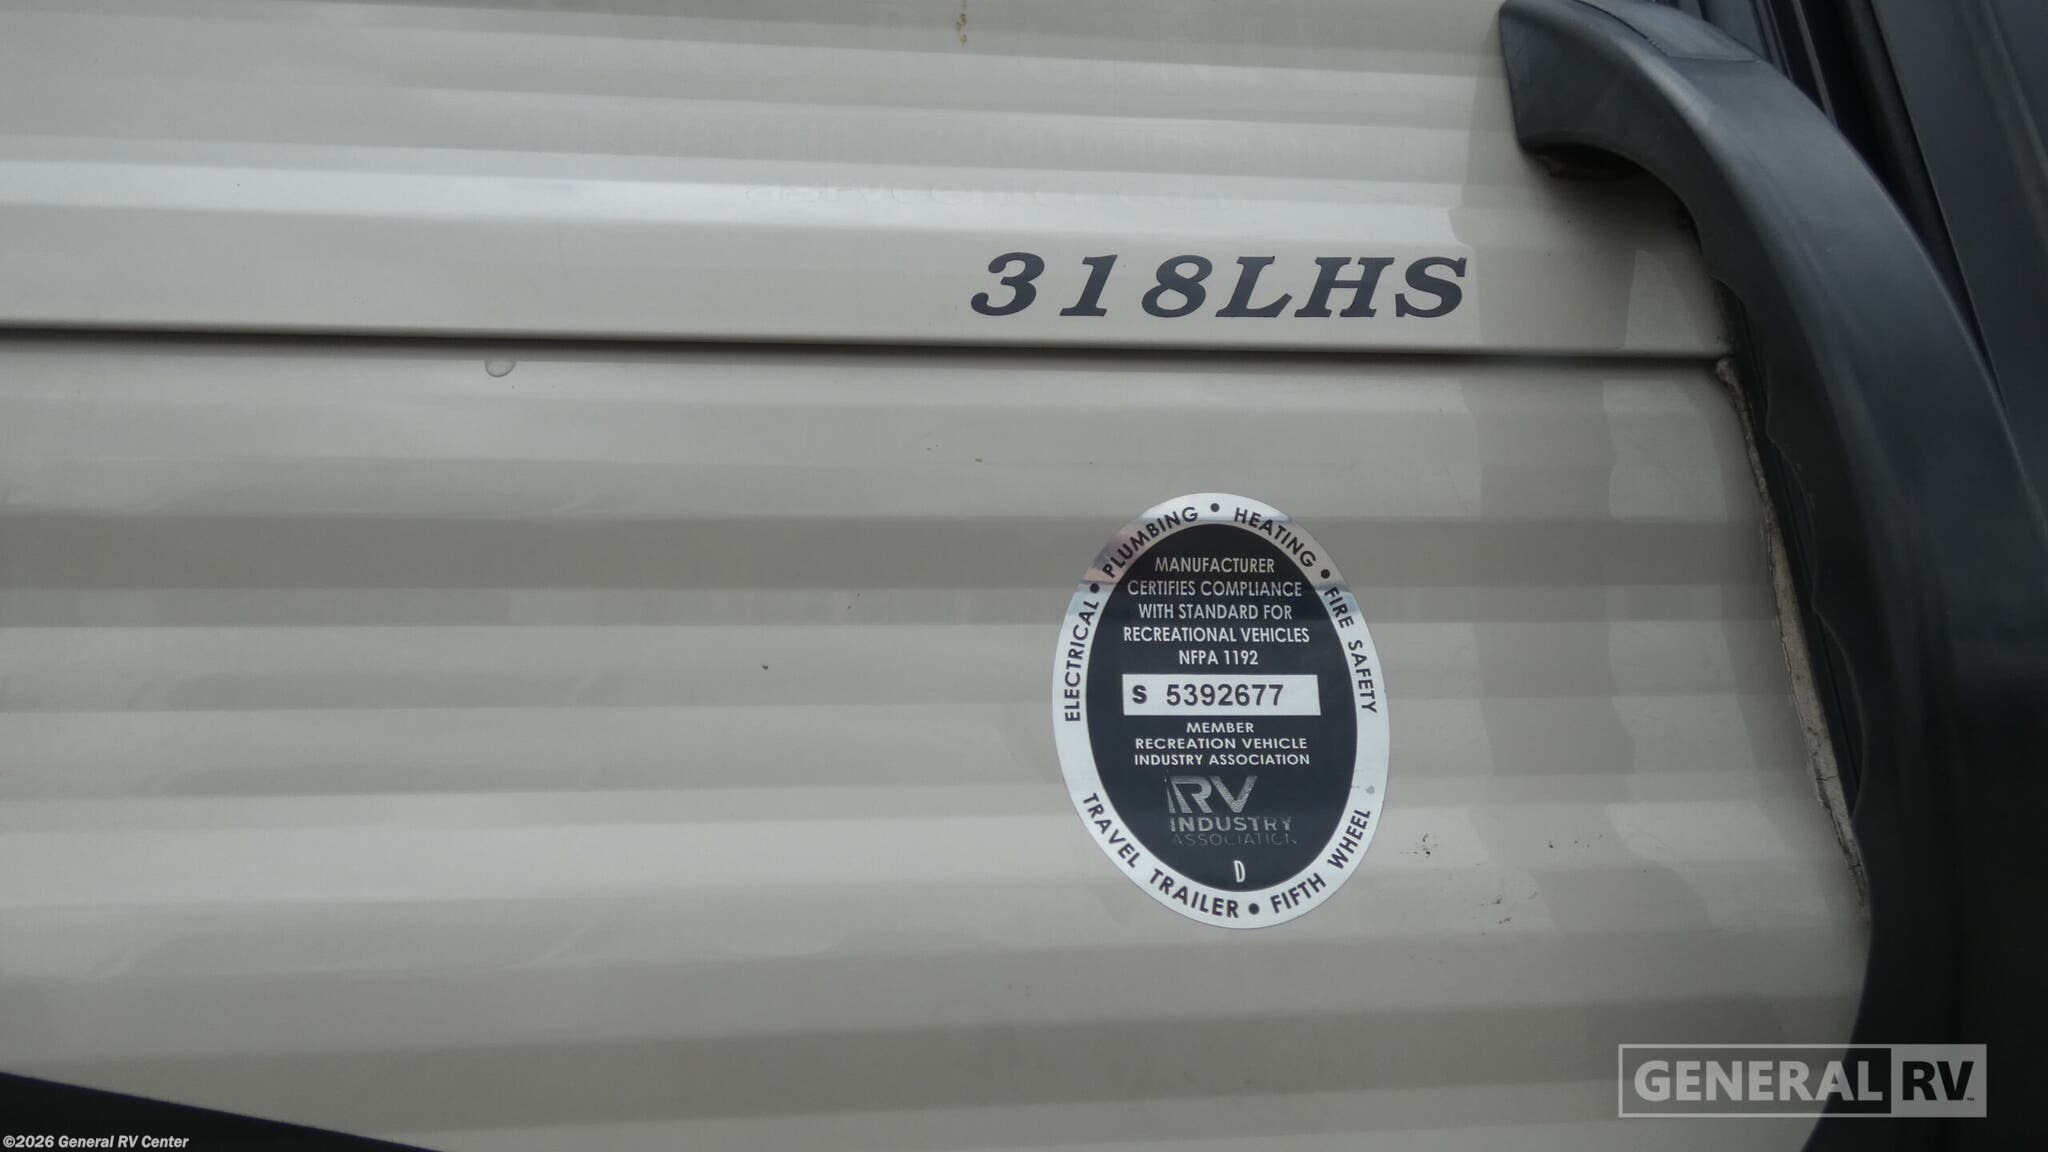 318LHS
ELECTRICAL • PLUMBING • HEATING • FIRE SAFETY
MANUFACTURER
CERTIFIES COMPLIANCE
WITH STANDARD FOR
RECREATIONAL VEHICLES
NFPA 1192
S 5392677
MEMBER
RECREATION VEHICLE
INDUSTRY ASSOCIATION
RV
INDUSTRY
ASSOCIATION
D
TRAVEL TRAILER • FIFTH WHEEL
GENERAL RV
©2026 General RV Center